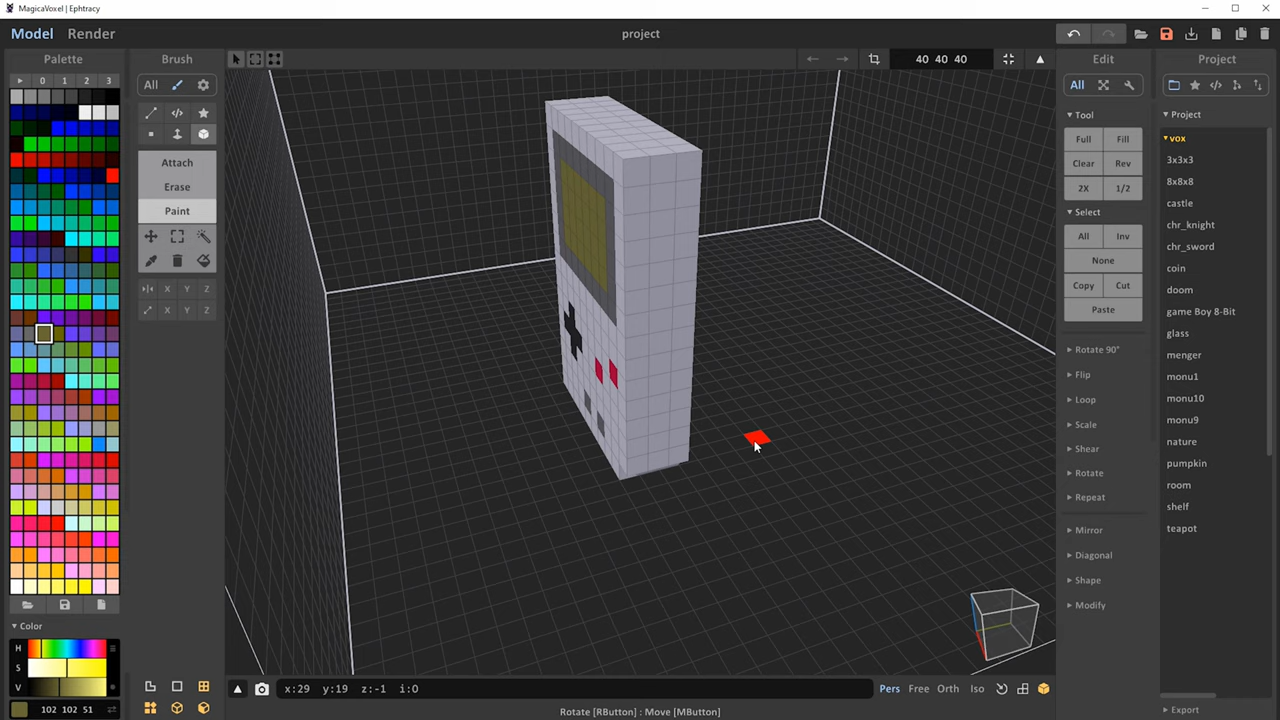 MagicaVoxel | Ephtracy
Model Render
project
Palette
0 1 2 3
Brush
All
Attach
Erase
Paint
X Y Z
X Y Z
40 40 40
Edit
All
Tool
Full Fill
Clear Rev
2X 1/2
Select
All Inv
None
Copy Cut
Paste
Rotate 90°
Flip
Loop
Scale
Shear
Rotate
Repeat
Mirror
Diagonal
Shape
Modify
Project
Project
vox
3x3x3
8x8x8
castle
chr_knight
chr_sword
coin
doom
game Boy 8-Bit
glass
menger
monu1
monu10
monu9
nature
pumpkin
room
shelf
teapot
Export
Color
H
S
V
102 102 51
x:29 y:19 z:-1 i:0
Pers Free Orth Iso
Rotate [RButton] : Move [MButton]